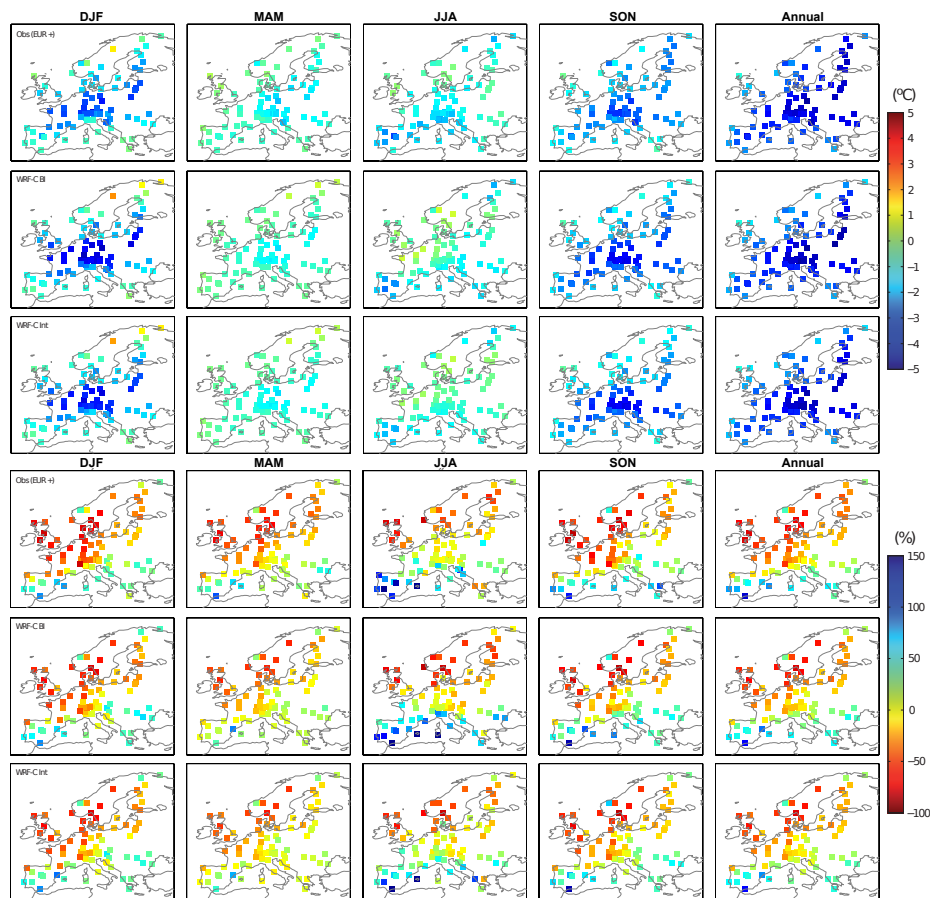 DJF MAM JJA SON Annual
Obs (EUR +)
(ºC)
5
4
3
2
1
0
−1
−2
−3
−4
−5
WRF-C BI
WRF-C Int
DJF MAM JJA SON Annual
Obs (EUR +)
(%)
150
100
50
0
−50
−100
WRF-C BI
WRF-C Int